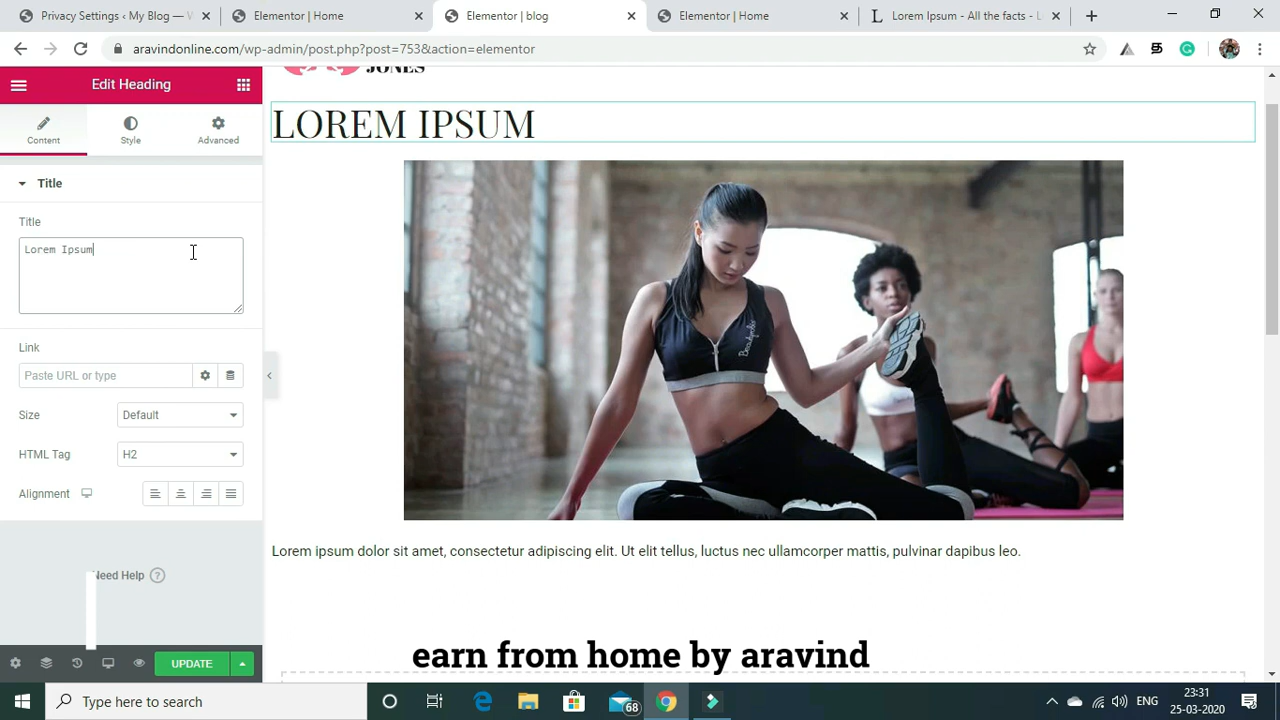 Privacy Settings ‹ My Blog — W
Elementor | Home
Elementor | blog
Elementor | Home
Lorem Ipsum - All the facts - L
aravindonline.com/wp-admin/post.php?post=753&action=elementor
Edit Heading
JONES
Content
Style
Advanced
LOREM IPSUM
Title
Title
Lorem Ipsum
Link
Paste URL or type
Size
Default
HTML Tag
H2
Alignment
Lorem ipsum dolor sit amet, consectetur adipiscing elit. Ut elit tellus, luctus nec ullamcorper mattis, pulvinar dapibus leo.
Need Help ?
earn from home by aravind
UPDATE
Type here to search
68
ENG
23:31
25-03-2020
3